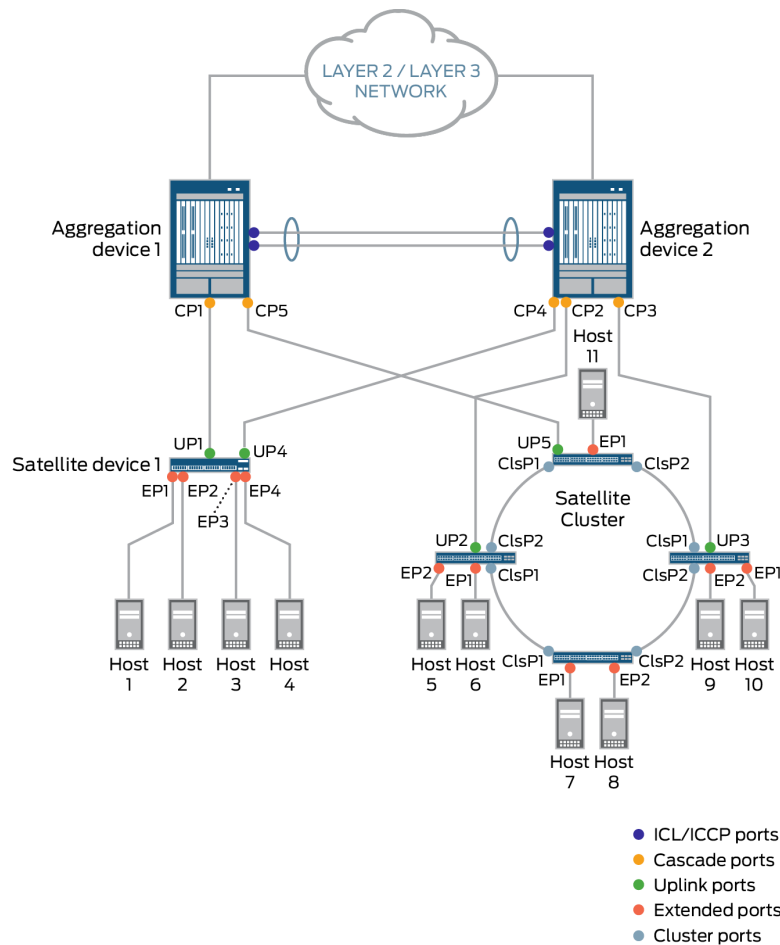 LAYER 2 / LAYER 3
NETWORK
Aggregation
device 1
Aggregation
device 2
CP1
CP5
CP4
CP2
CP3
Host
11
UP1
UP4
UP5
EP1
Satellite device 1
ClsP1
ClsP2
EP1
EP2
EP4
EP3
Satellite
Cluster
UP2
ClsP2
ClsP1
UP3
EP2
EP1
ClsP1
ClsP2
EP2
EP1
Host
1
Host
2
Host
3
Host
4
Host
5
Host
6
ClsP1
ClsP2
EP1
EP2
Host
9
Host
10
Host
7
Host
8
ICL/ICCP ports
Cascade ports
Uplink ports
Extended ports
Cluster ports